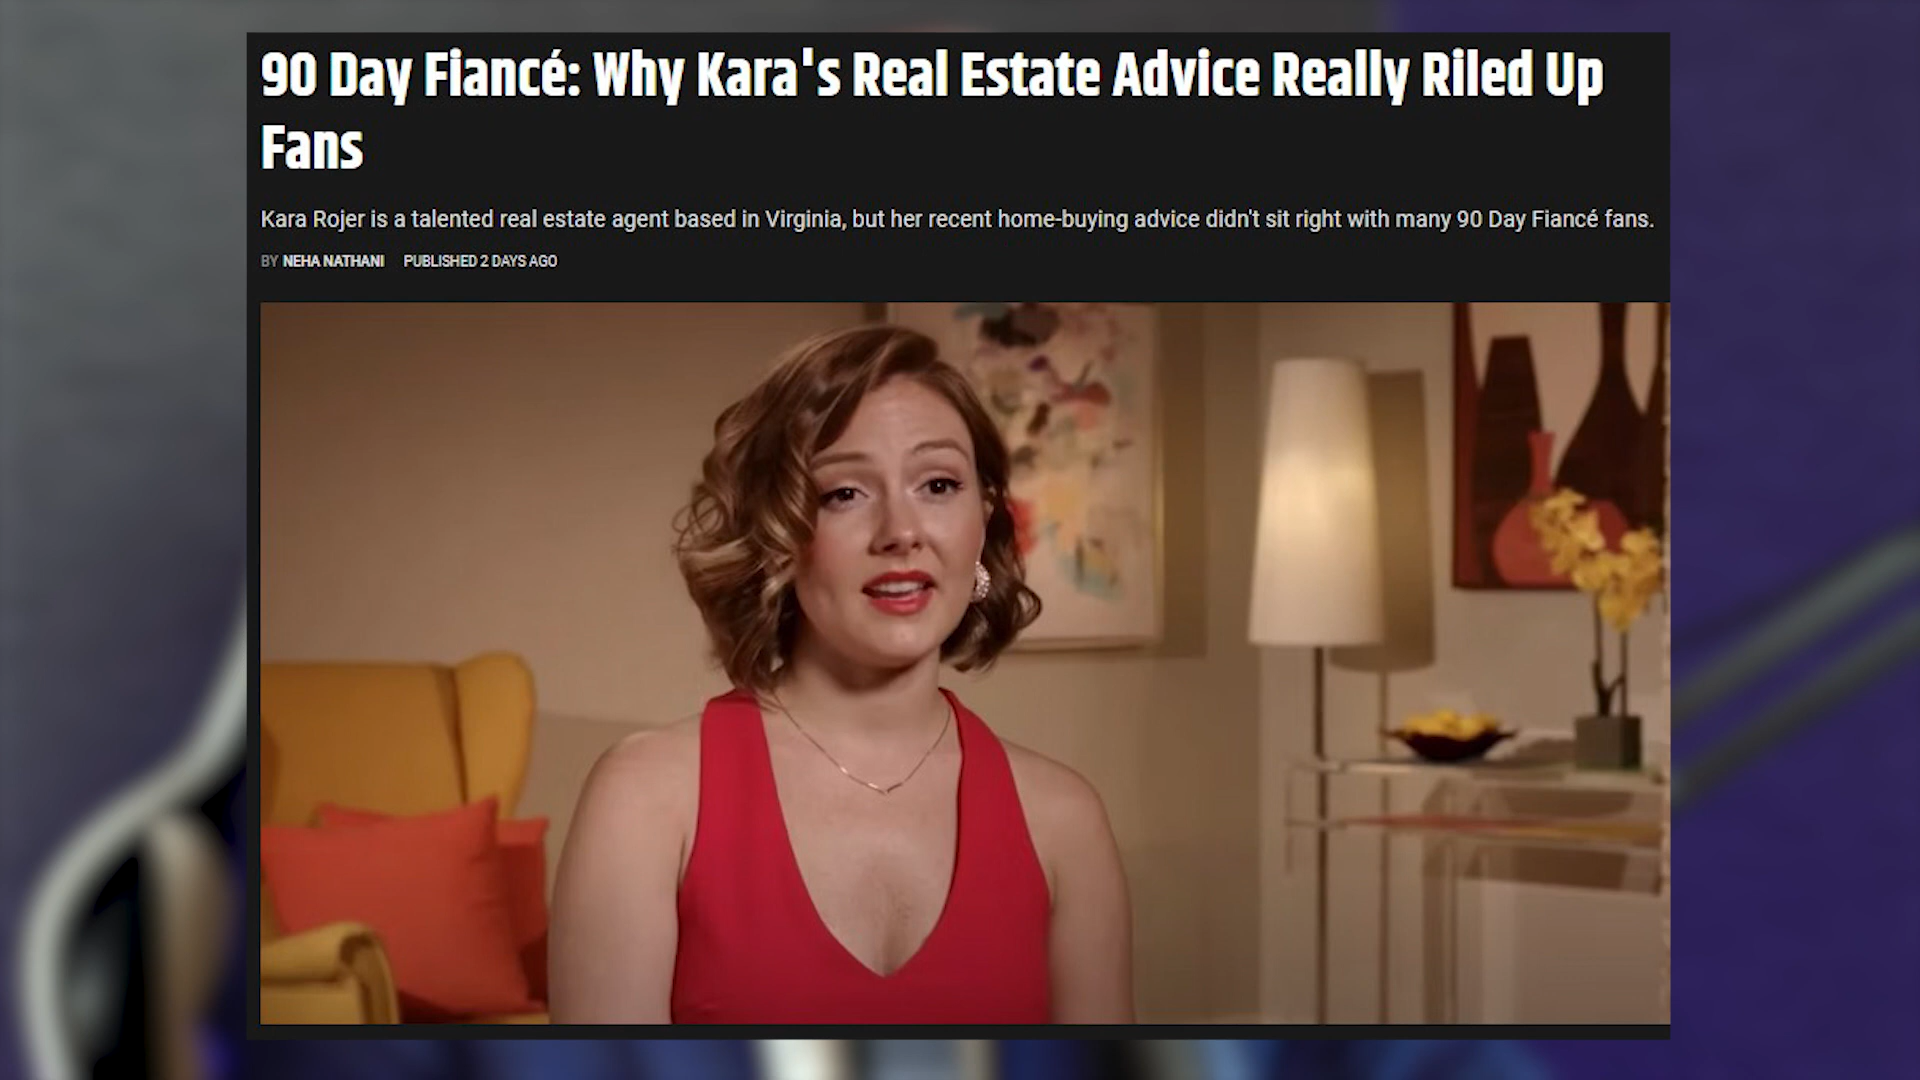 90 Day Fiancé: Why Kara's Real Estate Advice Really Riled Up
Fans
Kara Rojer is a talented real estate agent based in Virginia, but her recent home-buying advice didn't sit right with many 90 Day Fiancé fans.
BY NEHA NATHANI PUBLISHED 2 DAYS AGO